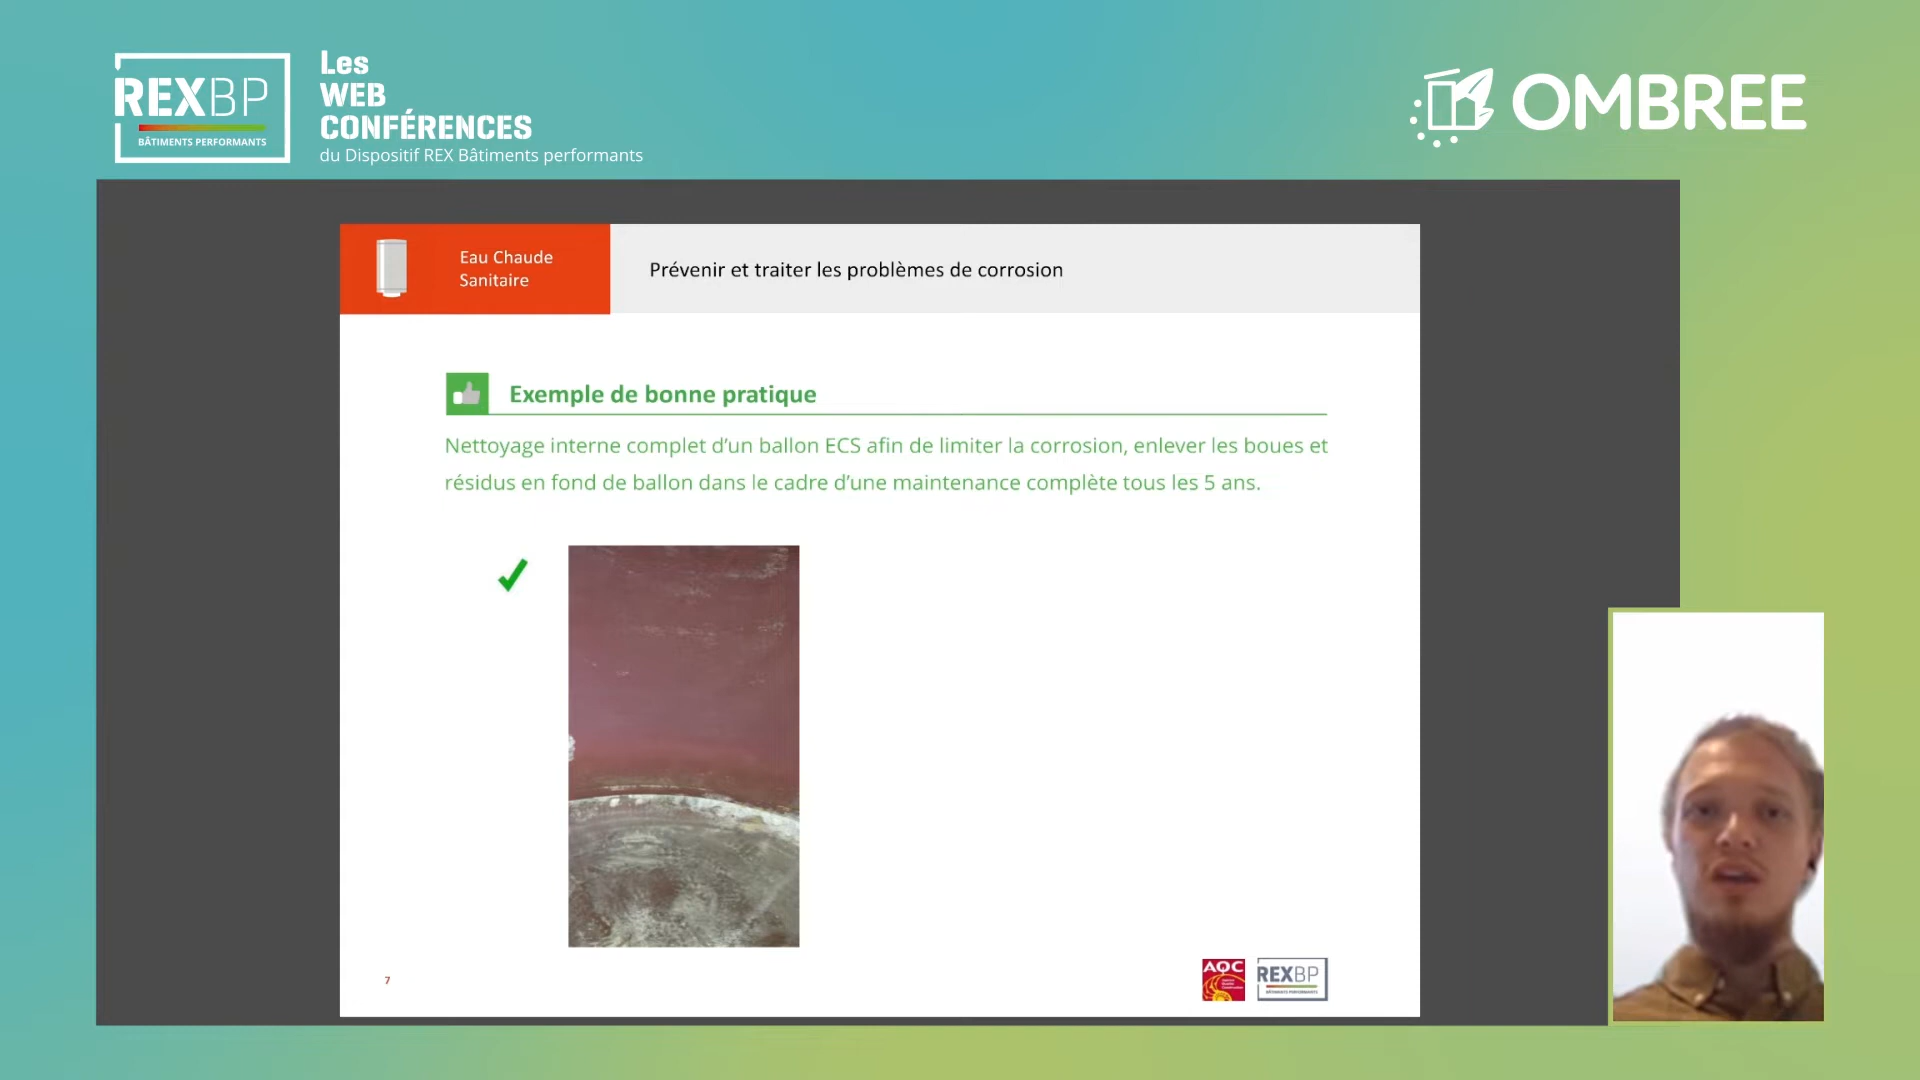 REXBP
BÂTIMENTS PERFORMANTS
Les
WEB
CONFÉRENCES
du Dispositif REX Bâtiments performants
OMBREE
Eau Chaude
Sanitaire
Prévenir et traiter les problèmes de corrosion
Exemple de bonne pratique
Nettoyage interne complet d’un ballon ECS afin de limiter la corrosion, enlever les boues et
résidus en fond de ballon dans le cadre d’une maintenance complète tous les 5 ans.
7
AQC
REXBP
BÂTIMENTS PERFORMANTS